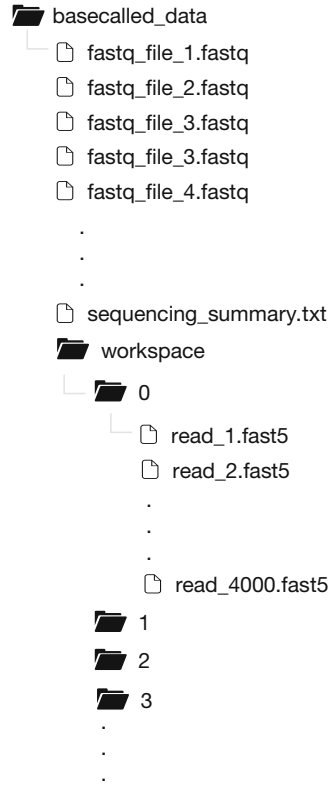 basecalled_data
fastq_file_1.fastq
fastq_file_2.fastq
fastq_file_3.fastq
fastq_file_3.fastq
fastq_file_4.fastq
.
.
.
sequencing_summary.txt
workspace
0
read_1.fast5
read_2.fast5
.
.
.
read_4000.fast5
1
2
3
.
.
.